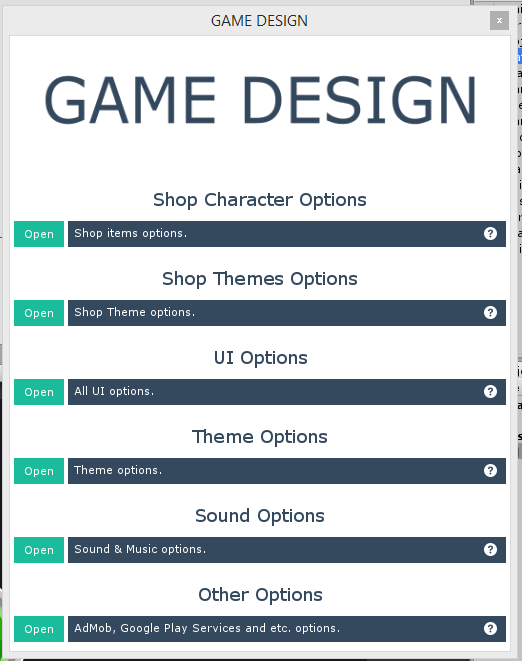 GAME DESIGN
x
GAME DESIGN
Shop Character Options
Open Shop items options. ?
Shop Themes Options
Open Shop Theme options. ?
UI Options
Open All UI options. ?
Theme Options
Open Theme options. ?
Sound Options
Open Sound & Music options. ?
Other Options
Open AdMob, Google Play Services and etc. options. ?